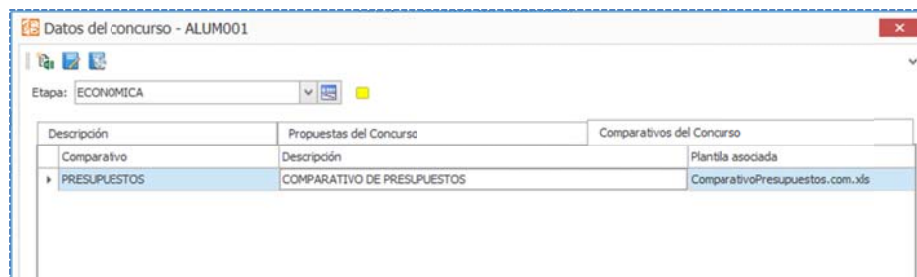 Datos del concurso - ALUM001
Etapa: ECONOMICA
Descripción Propuestas del Concurso Comparativos del Concurso
Comparativo Descripción Plantila asociada
PRESUPUESTOS COMPARATIVO DE PRESUPUESTOS ComparativoPresupuestos.com.xls